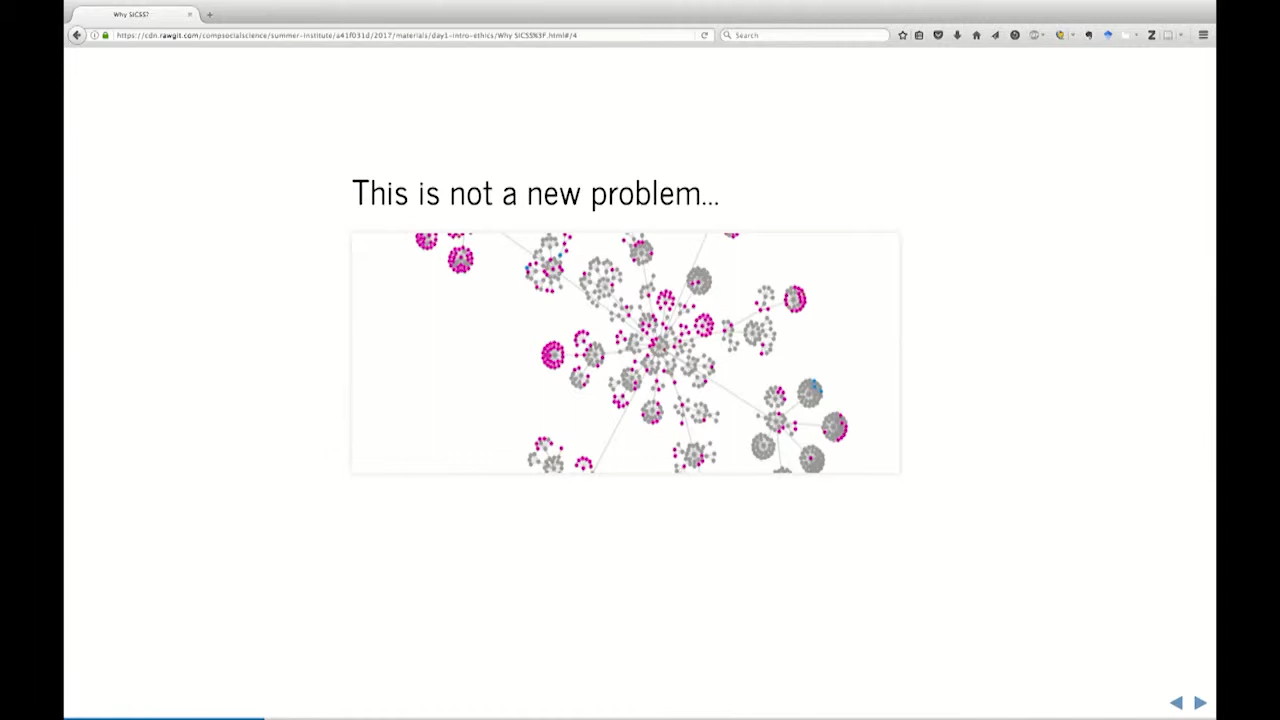 Why SICSS?
https://cdn.rawgit.com/compsocialscience/summer-institute/a41f031d/2017/materials/day1-intro-ethics/Why SICSS%3F.html#/4
Search
Z
This is not a new problem...